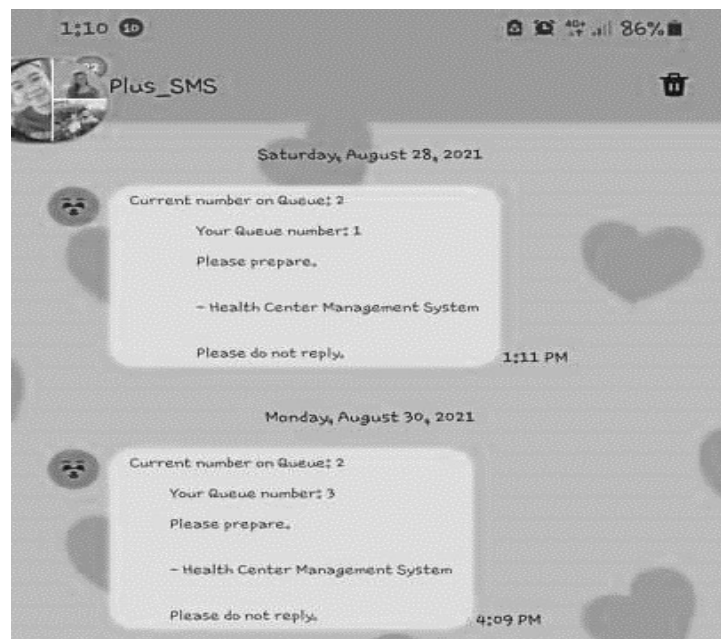 1:10 10 4G+ 86%
Plus_SMS
Saturday, August 28, 2021
Current number on Queue: 2
Your Queue number: 1
Please prepare.
- Health Center Management System
Please do not reply.
1:11 PM
Monday, August 30, 2021
Current number on Queue: 2
Your Queue number: 3
Please prepare.
- Health Center Management System
Please do not reply.
4:09 PM